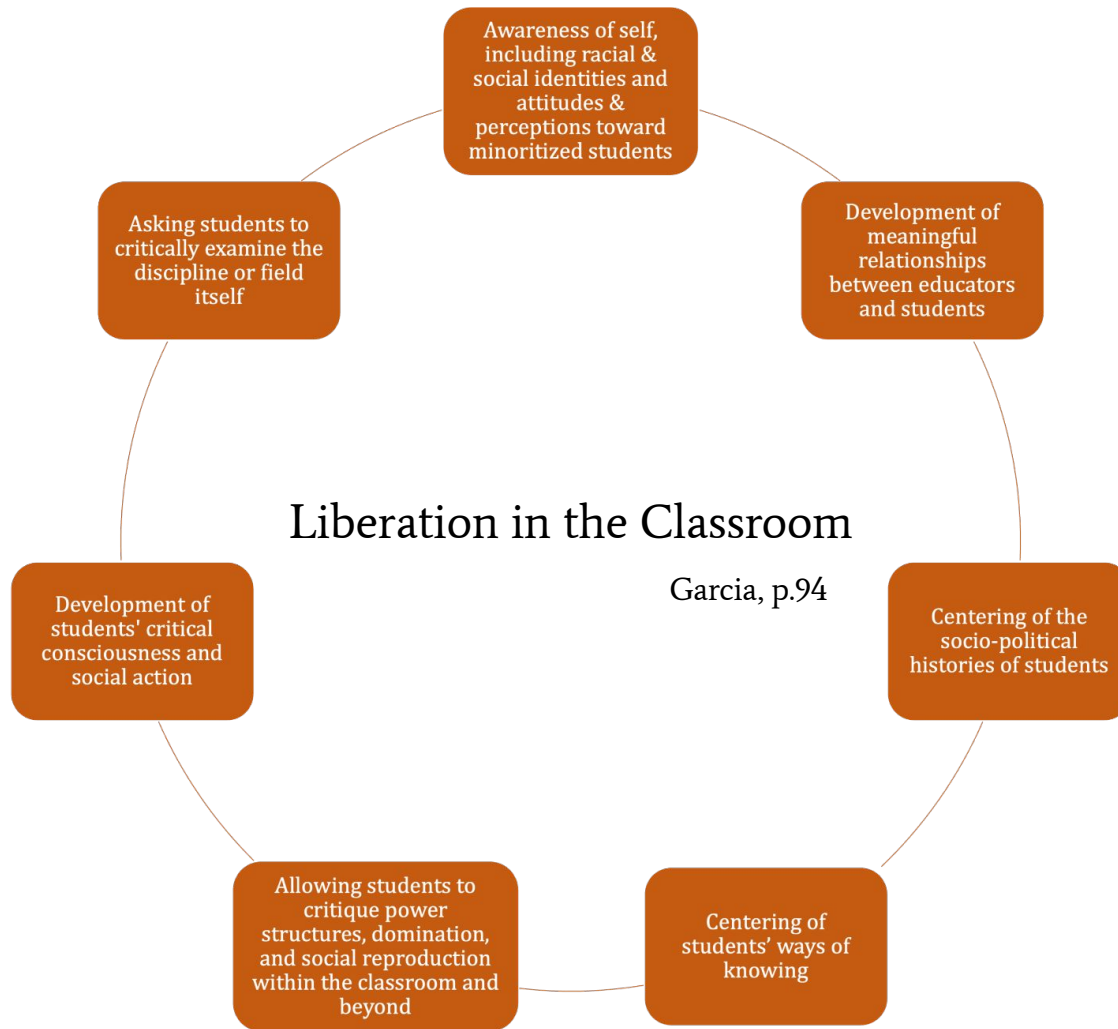 Awareness of self,
including racial &
social identities and
attitudes &
perceptions toward
minoritized students
Development of
meaningful
relationships
between educators
and students
Centering of the
socio-political
histories of students
Centering of
students’ ways of
knowing
Allowing students to
critique power
structures, domination,
and social reproduction
within the classroom and
beyond
Development of
students' critical
consciousness and
social action
Asking students to
critically examine the
discipline or field
itself
Liberation in the Classroom
Garcia, p.94